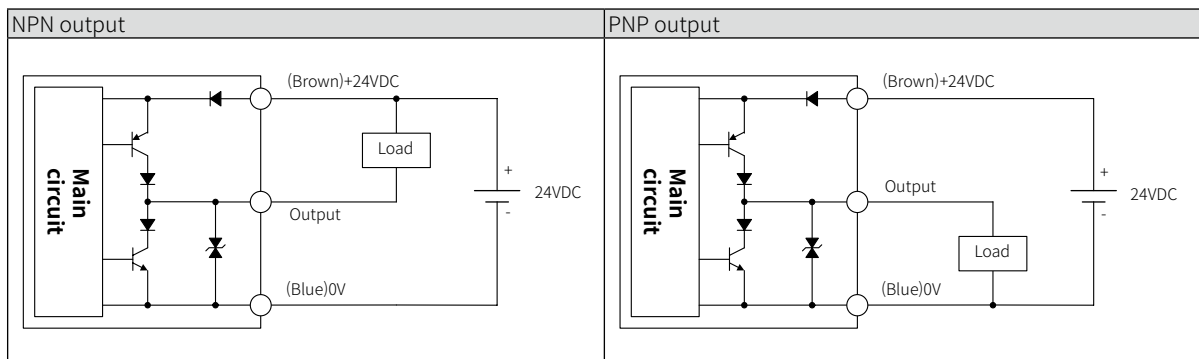 NPN output
PNP output
(Brown)+24VDC
Load
Main
circuit
+
24VDC
-
Output
(Blue)0V
(Brown)+24VDC
Main
circuit
Output
+
24VDC
-
Load
(Blue)0V